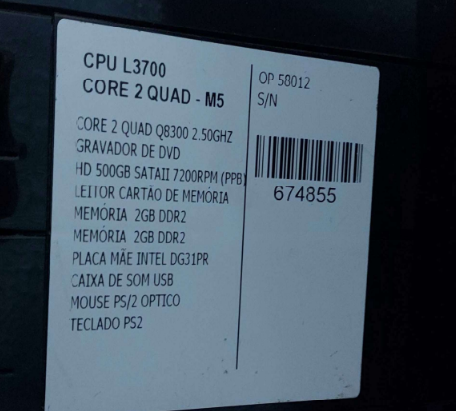 CPU L3700
CORE 2 QUAD - M5
CORE 2 QUAD Q8300 2.50GHZ
GRAVADOR DE DVD
HD 500GB SATAII 7200RPM (PPB)
LEITOR CARTÃO DE MEMÓRIA
MEMÓRIA 2GB DDR2
MEMÓRIA 2GB DDR2
PLACA MÃE INTEL DG31PR
CAIXA DE SOM USB
MOUSE PS/2 OPTICO
TECLADO PS2
OP 58012
S/N
674855